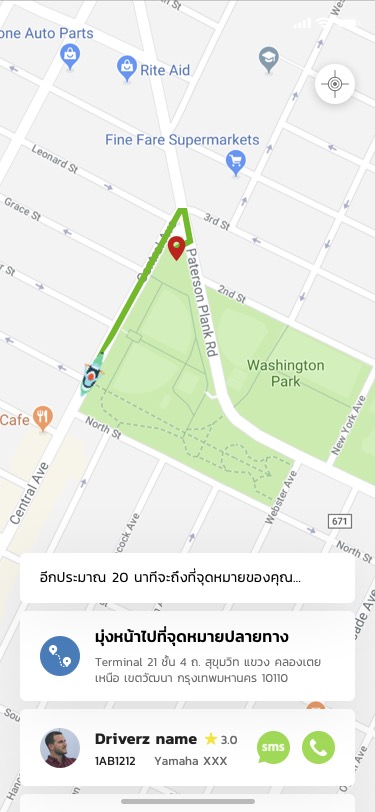 one Auto Parts
Rite Aid
Fine Fare Supermarkets
Leonard St
Grace St
3rd St
Central Ave
Paterson Plank Rd
2nd St
Washington
Park
Cafe
North St
New York Ave
Central Ave
Webster Ave
671
cock Ave
North St
อีกประมาณ 20 นาทีจะถึงที่จุดหมายของคุณ...
มุ่งหน้าไปที่จุดหมายปลายทาง
Terminal 21 ชั้น 4 ถ. สุขุมวิท แขวง คลองเตย
เหนือ เขตวัฒนา กรุงเทพมหานคร 10110
Driverz name 3.0
sms
1AB1212 Yamaha XXX